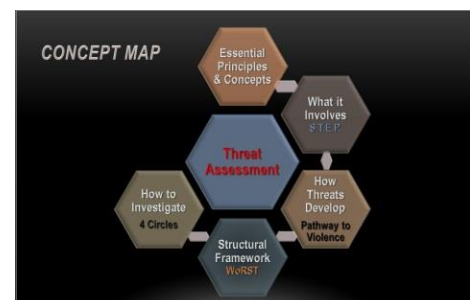 CONCEPT MAP
Essential
Principles
& Concepts
What it
Involves
S.T.E.P.
Threat
Assessment
How
Threats
Develop
Pathway to
Violence
How to
Investigate
4 Circles
Structural
Framework
WoRST